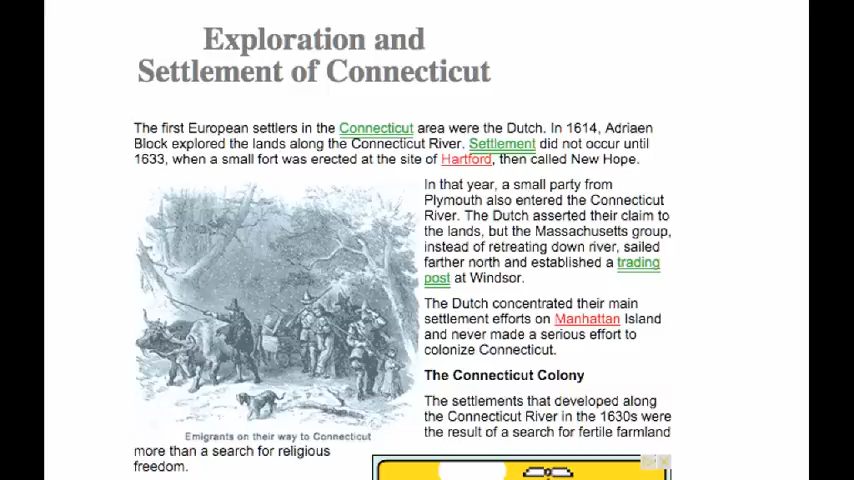 Exploration and
Settlement of Connecticut
The first European settlers in the Connecticut area were the Dutch. In 1614, Adriaen
Block explored the lands along the Connecticut River. Settlement did not occur until
1633, when a small fort was erected at the site of Hartford, then called New Hope.
In that year, a small party from
Plymouth also entered the Connecticut
River. The Dutch asserted their claim to
the lands, but the Massachusetts group,
instead of retreating down river, sailed
farther north and established a trading
post at Windsor.
The Dutch concentrated their main
settlement efforts on Manhattan Island
and never made a serious effort to
colonize Connecticut.
The Connecticut Colony
The settlements that developed along
the Connecticut River in the 1630s were
the result of a search for fertile farmland
Emigrants on their way to Connecticut
more than a search for religious
freedom.